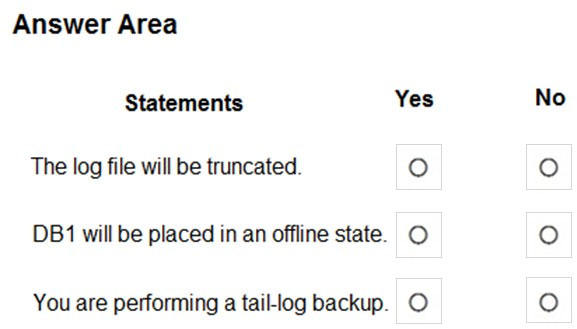 Answer Area
Statements Yes No
The log file will be truncated.
DB1 will be placed in an offline state.
You are performing a tail-log backup.